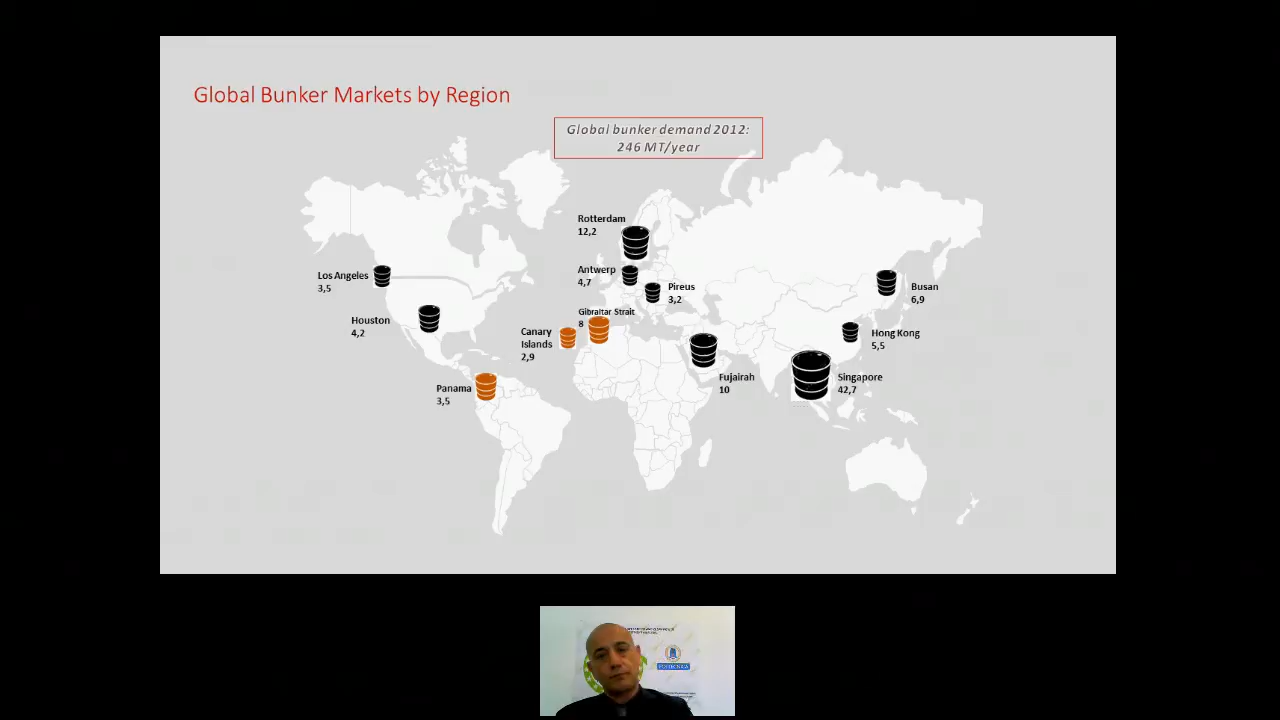 Global Bunker Markets by Region
Global bunker demand 2012:
246 MT/year
Rotterdam
12,2
Antwerp
4,7
Pireus
3,2
Los Angeles
3,5
Houston
4,2
Gibraltar Strait
8
Canary
Islands
2,9
Panama
3,5
Fujairah
10
Busan
6,9
Hong Kong
5,5
Singapore
42,7
POLITÉCNICA